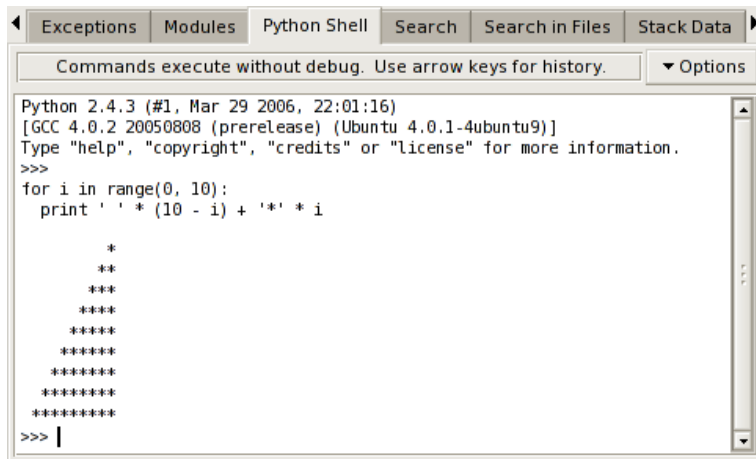 Exceptions Modules Python Shell Search Search in Files Stack Data
Commands execute without debug.  Use arrow keys for history. Options
Python 2.4.3 (#1, Mar 29 2006, 22:01:16)
[GCC 4.0.2 20050808 (prerelease) (Ubuntu 4.0.1-4ubuntu9)]
Type "help", "copyright", "credits" or "license" for more information.
>>>
for i in range(0, 10):
  print ' ' * (10 - i) + '*' * i

         *
        **
       ***
      ****
     *****
    ******
   *******
  ********
 *********
>>>